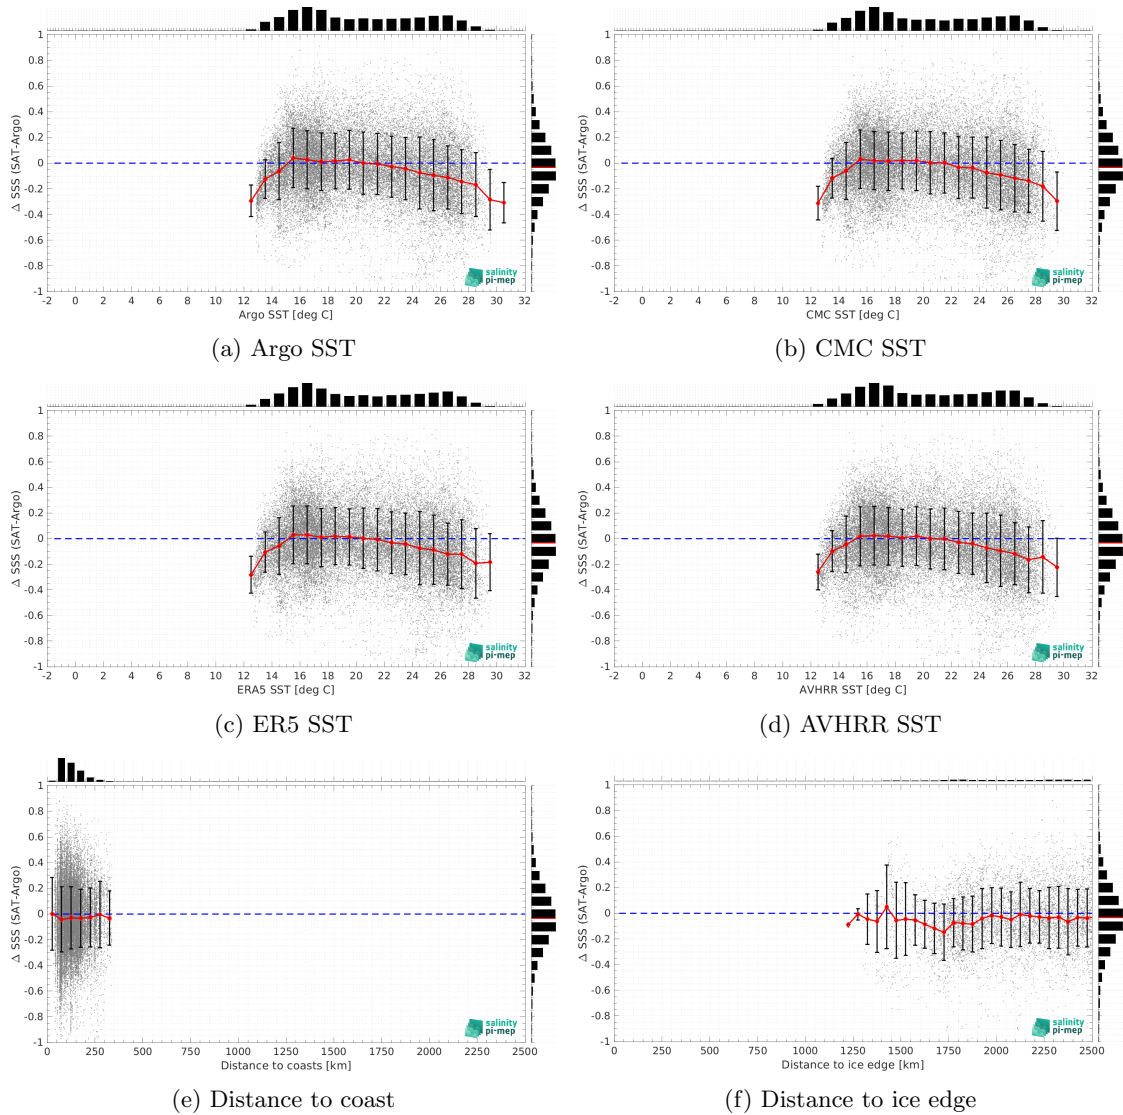 1
0.8
0.6
0.4
0.2
0
-0.2
-0.4
-0.6
-0.8
-1
Δ SSS (SAT-Argo)
salinity
pi-mep
-2 0 2 4 6 8 10 12 14 16 18 20 22 24 26 28 30 32
Argo SST [deg C]
(a) Argo SST
1
0.8
0.6
0.4
0.2
0
-0.2
-0.4
-0.6
-0.8
-1
Δ SSS (SAT-Argo)
salinity
pi-mep
-2 0 2 4 6 8 10 12 14 16 18 20 22 24 26 28 30 32
CMC SST [deg C]
(b) CMC SST
1
0.8
0.6
0.4
0.2
0
-0.2
-0.4
-0.6
-0.8
-1
Δ SSS (SAT-Argo)
salinity
pi-mep
-2 0 2 4 6 8 10 12 14 16 18 20 22 24 26 28 30 32
ERA5 SST [deg C]
(c) ER5 SST
1
0.8
0.6
0.4
0.2
0
-0.2
-0.4
-0.6
-0.8
-1
Δ SSS (SAT-Argo)
salinity
pi-mep
-2 0 2 4 6 8 10 12 14 16 18 20 22 24 26 28 30 32
AVHRR SST [deg C]
(d) AVHRR SST
1
0.8
0.6
0.4
0.2
0
-0.2
-0.4
-0.6
-0.8
-1
Δ SSS (SAT-Argo)
salinity
pi-mep
0 250 500 750 1000 1250 1500 1750 2000 2250 2500
Distance to coasts [km]
(e) Distance to coast
1
0.8
0.6
0.4
0.2
0
-0.2
-0.4
-0.6
-0.8
-1
Δ SSS (SAT-Argo)
salinity
pi-mep
0 250 500 750 1000 1250 1500 1750 2000 2250 2500
Distance to ice edge [km]
(f) Distance to ice edge